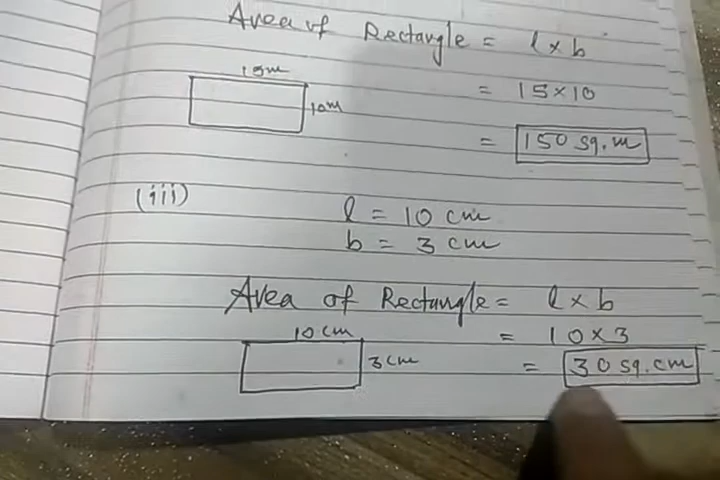 Area of Rectangle = l × b
15m
= 15×10
10m
= 150 sq.m
(iii)
l = 10 cm
b = 3 cm
Area of Rectangle = l × b
10 cm
= 10×3
3cm
= 30 sq.cm